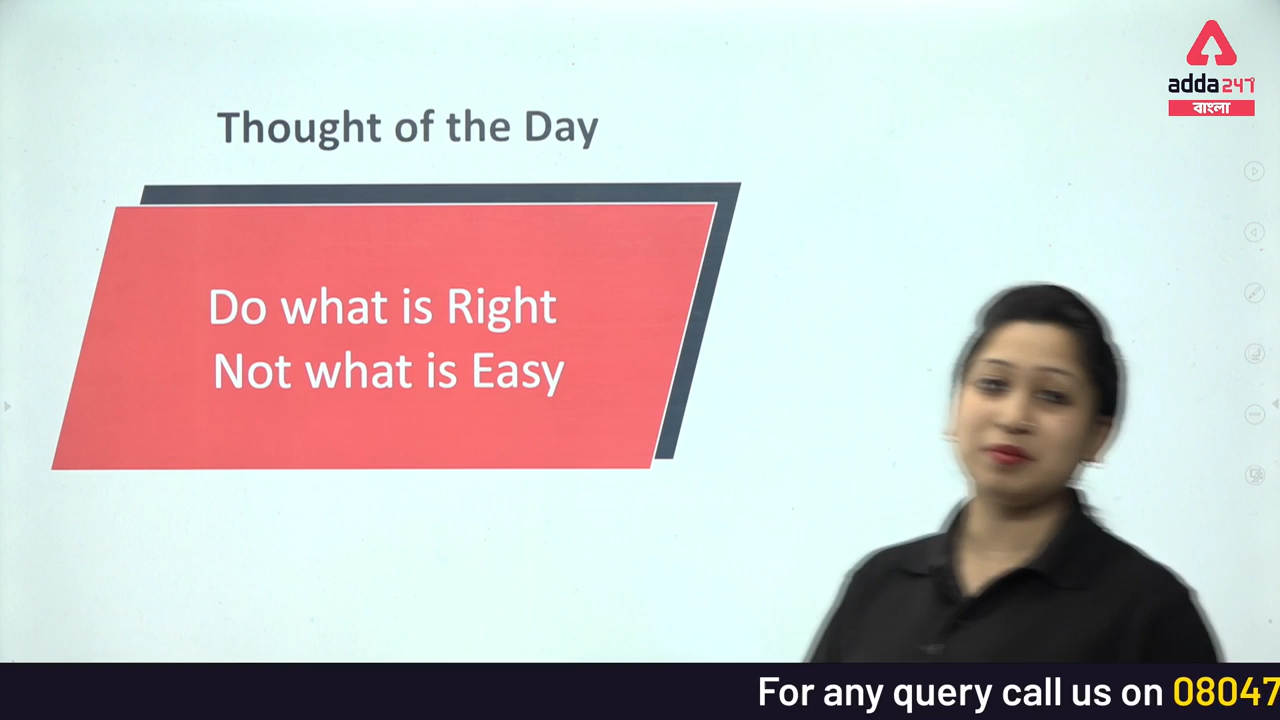 adda247
বাংলা
Thought of the Day
Do what is Right
Not what is Easy
For any query call us on 08047